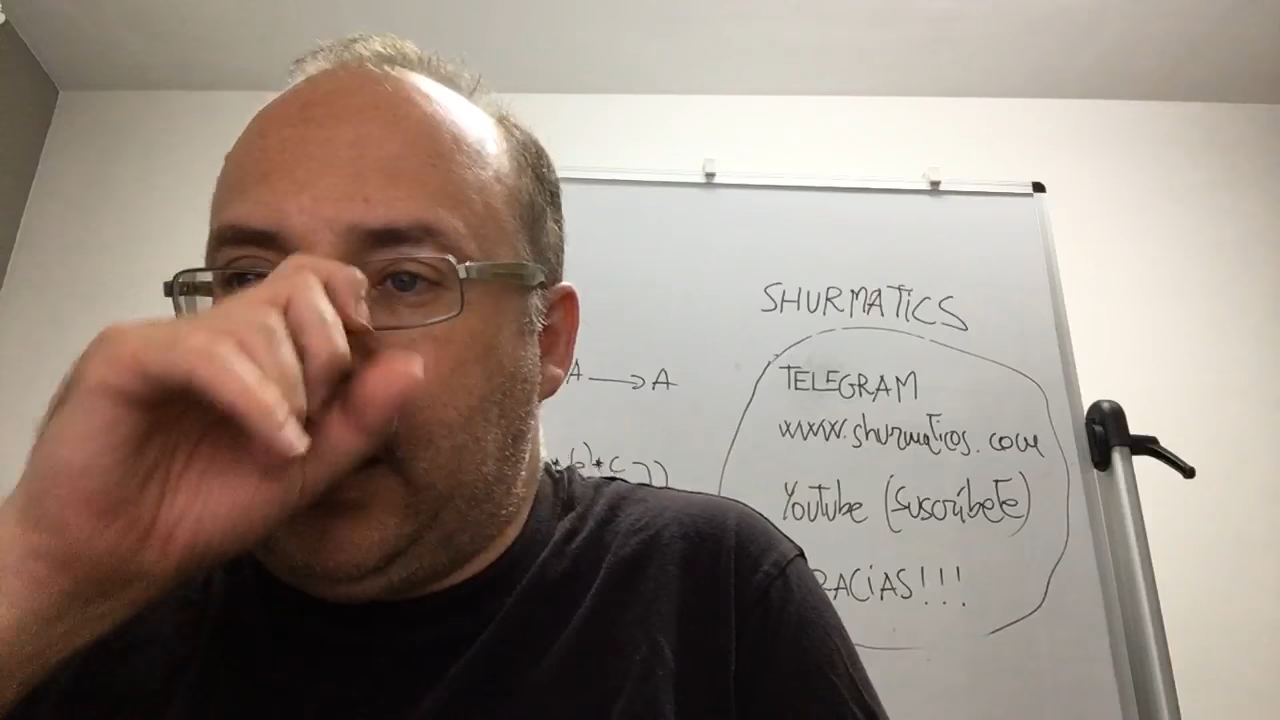 SHURMATICS
A → A
TELEGRAM
www.shurmaticos.com
*b)*c ))
YouTube (suscríbete)
RACiAS!!!